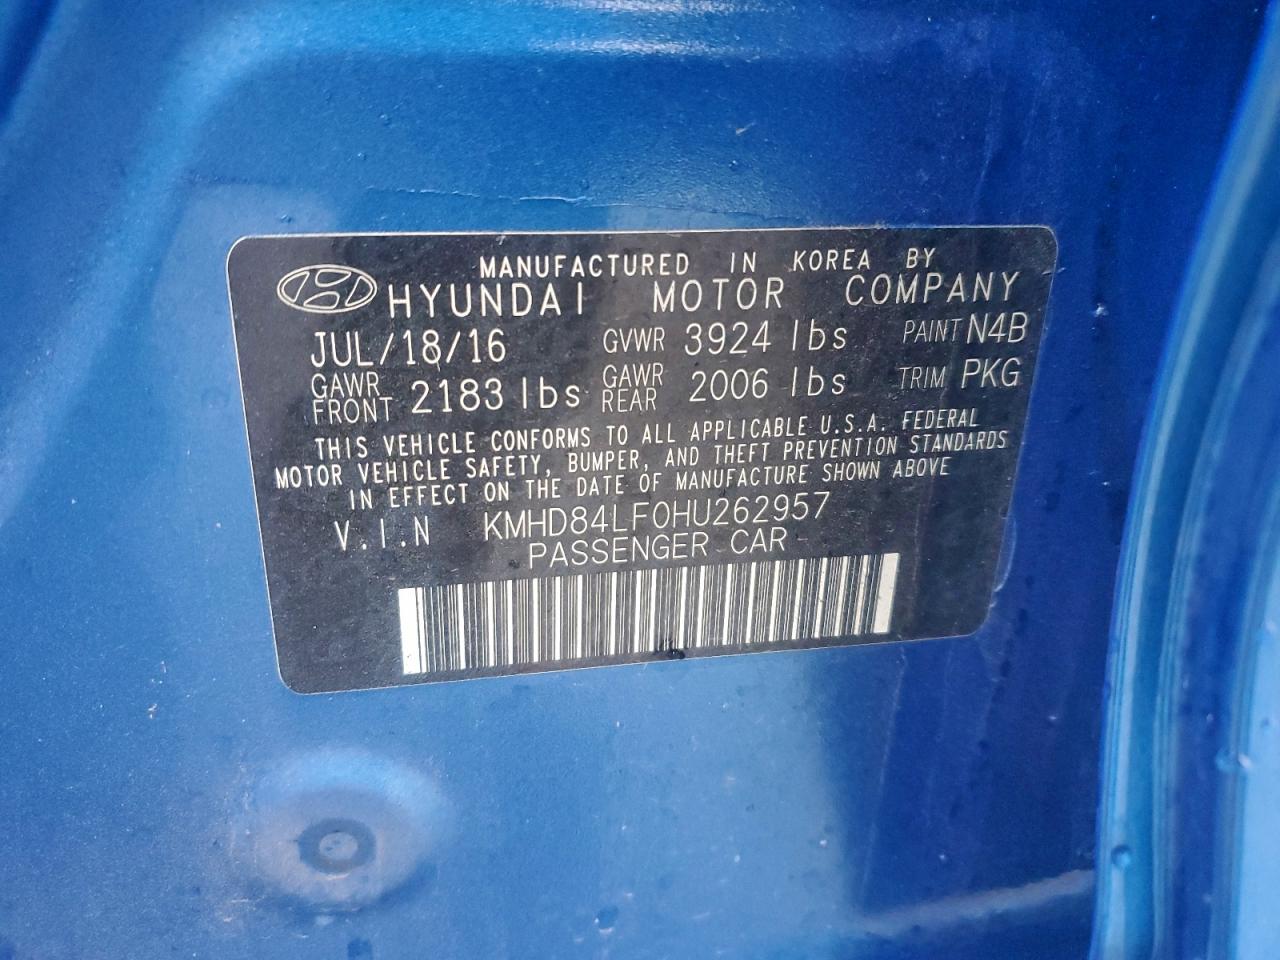 MANUFACTURED IN KOREA BY
HYUNDAI MOTOR COMPANY
JUL/18/16 GVWR 3924 lbs PAINT N4B
GAWR FRONT 2183 lbs GAWR REAR 2006 lbs TRIM PKG
THIS VEHICLE CONFORMS TO ALL APPLICABLE U.S.A. FEDERAL
MOTOR VEHICLE SAFETY, BUMPER, AND THEFT PREVENTION STANDARDS
IN EFFECT ON THE DATE OF MANUFACTURE SHOWN ABOVE
V.I.N KMHD84LF0HU262957
PASSENGER CAR